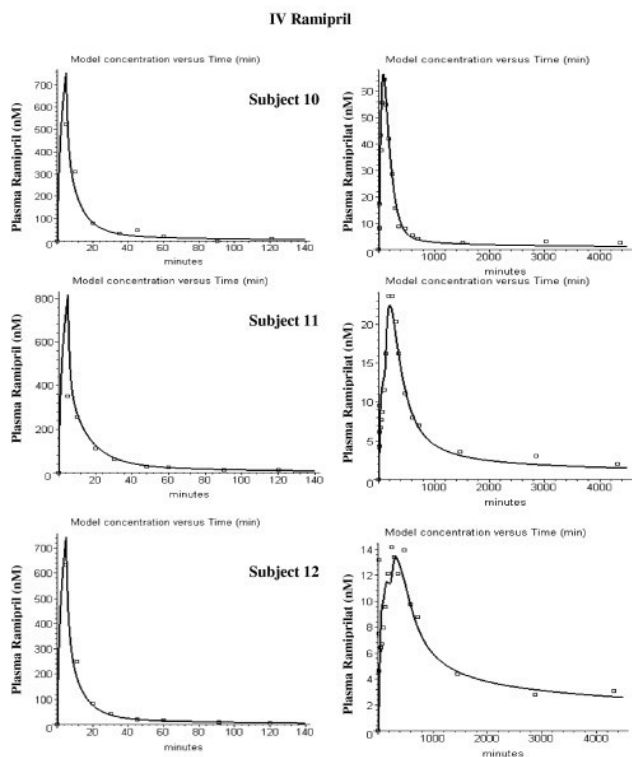 IV Ramipril
Model concentration versus Time (min)
Model concentration versus Time (min)
Subject 10
Plasma Ramipril (nM)
700
600
500
400
300
200
100
0
0 20 40 60 80 100 120 140
minutes
Plasma Ramiprilat (nM)
60
50
40
30
20
10
0
0 1000 2000 3000 4000
minutes
Model concentration versus Time (min)
Model concentration versus Time (min)
Subject 11
Plasma Ramipril (nM)
800
600
400
200
0
0 20 40 60 80 100 120 140
minutes
Plasma Ramiprilat (nM)
20
15
10
5
0
0 1000 2000 3000 4000
minutes
Model concentration versus Time (min)
Model concentration versus Time (min)
Subject 12
Plasma Ramipril (nM)
700
600
500
400
300
200
100
0
0 20 40 60 80 100 120 140
minutes
Plasma Ramiprilat (nM)
14
12
10
8
6
4
2
0
0 1000 2000 3000 4000
minutes